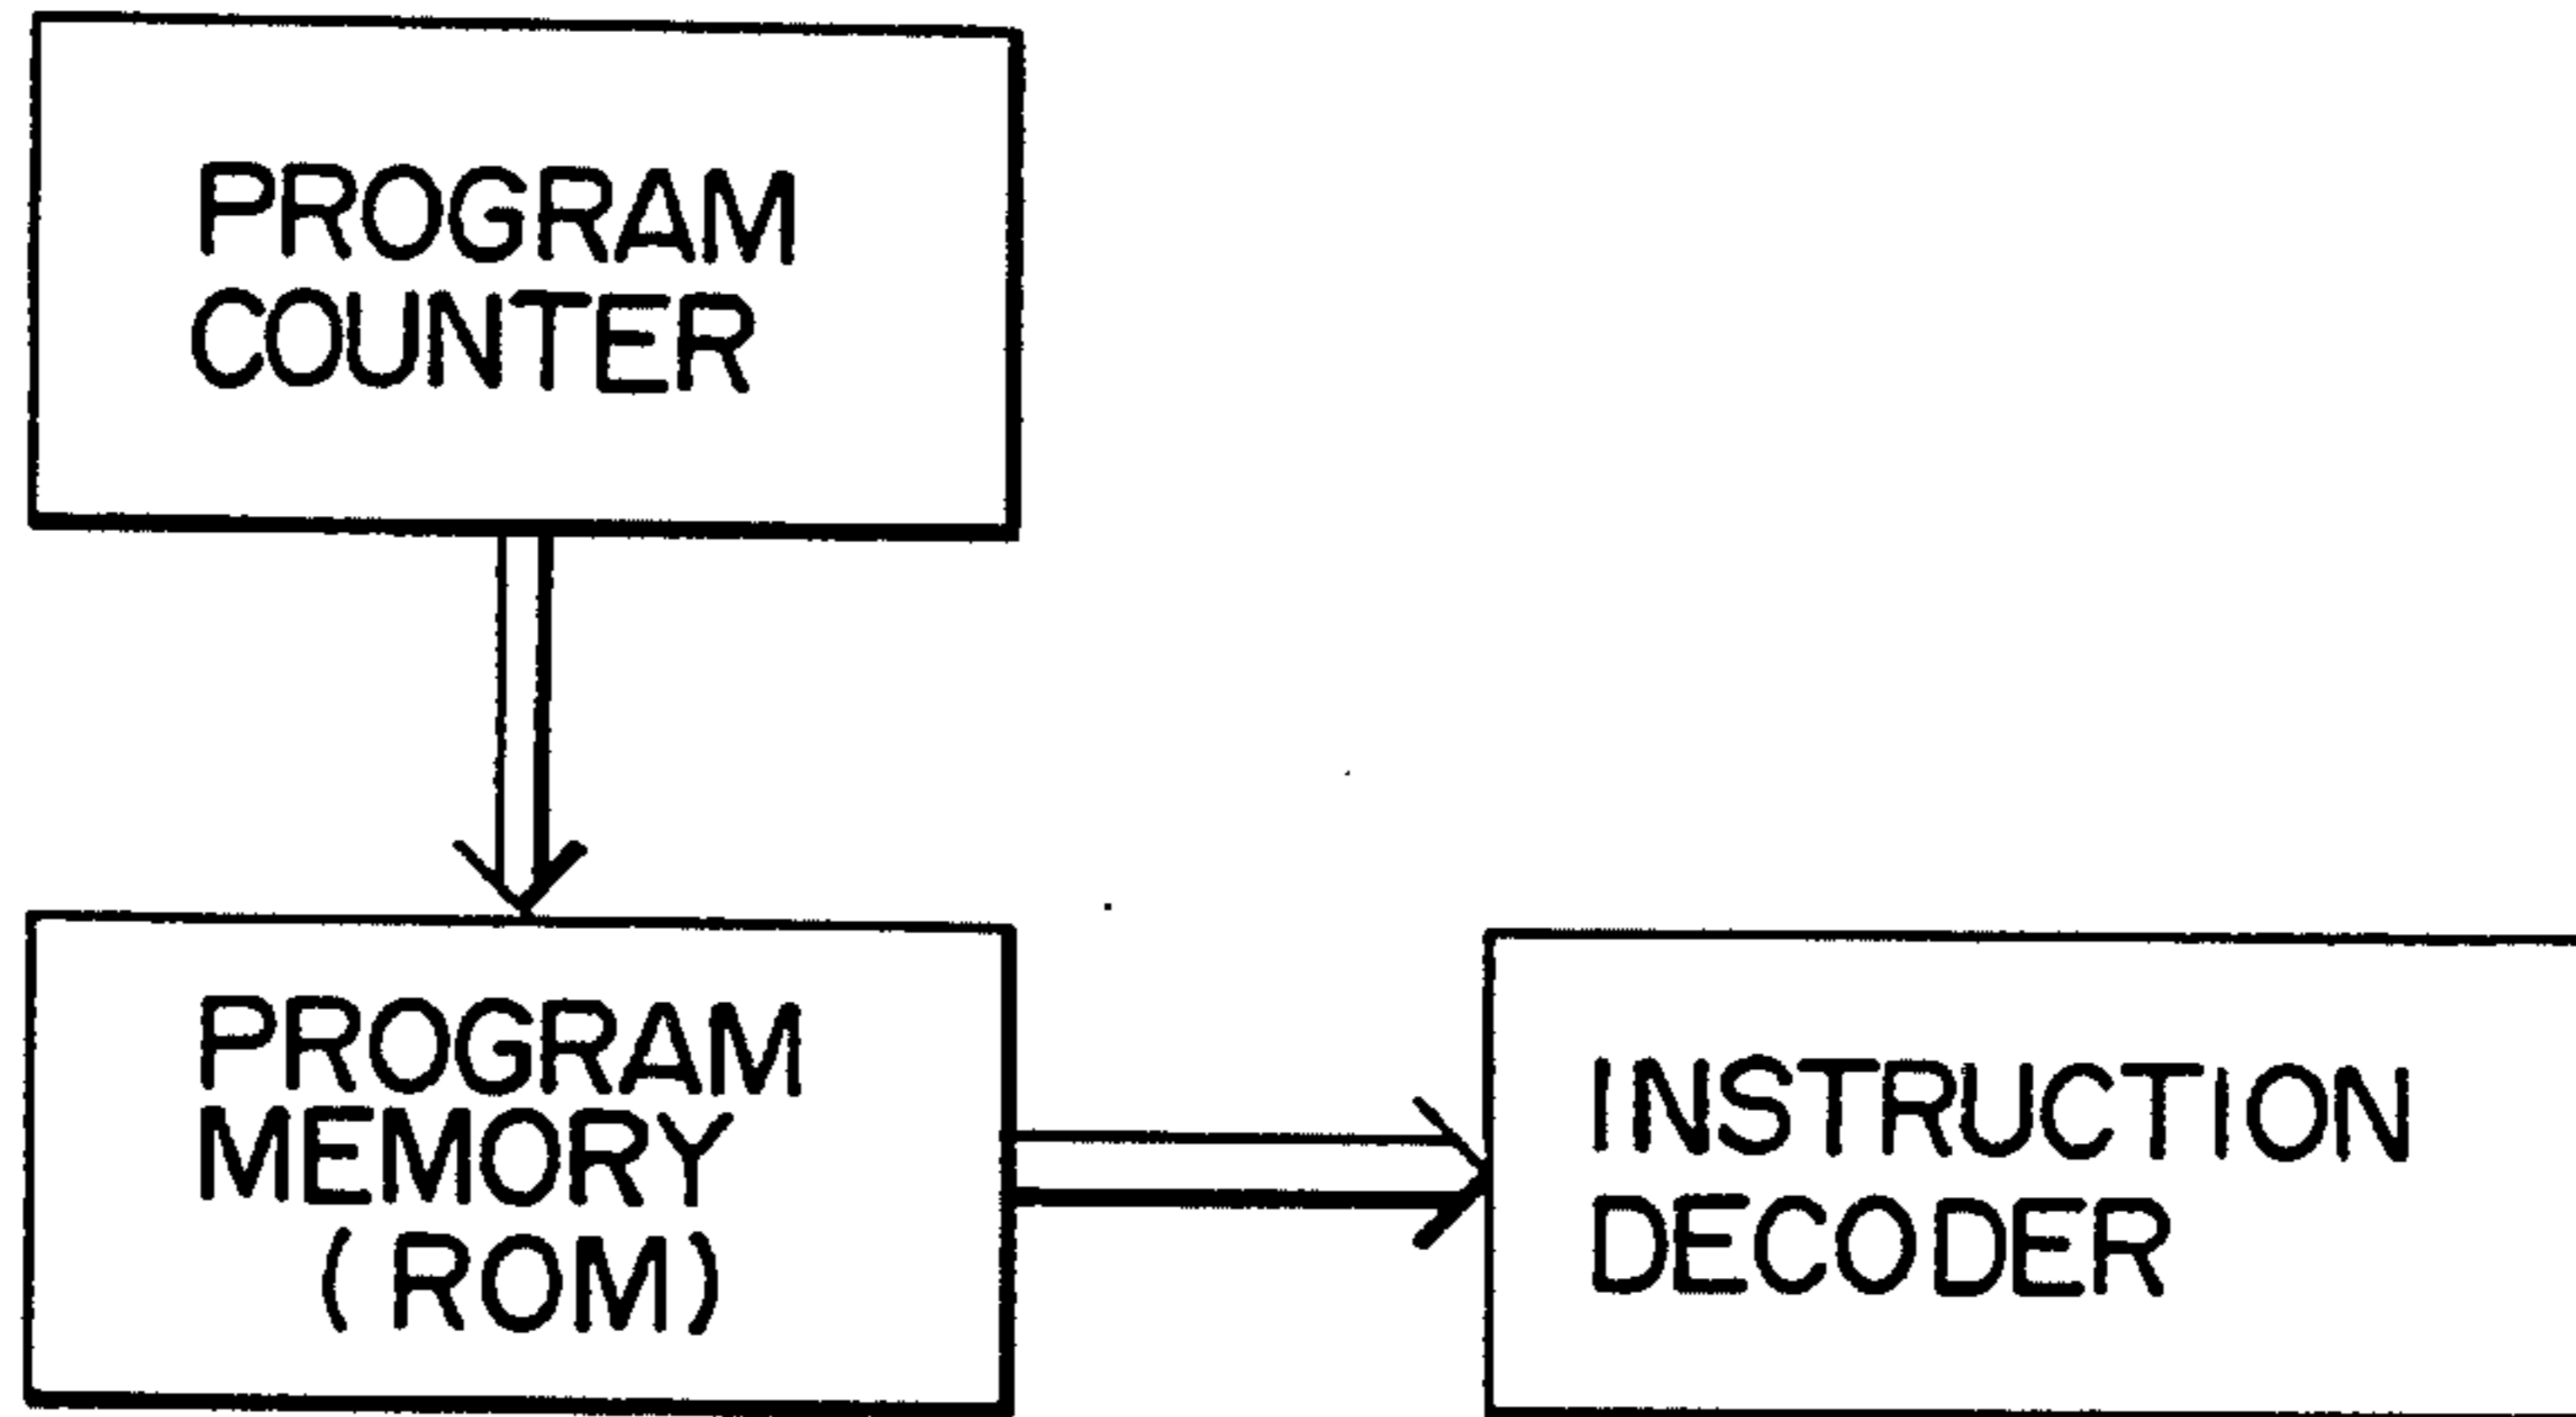 PROGRAM
COUNTER
PROGRAM
MEMORY
(ROM)
INSTRUCTION
DECODER